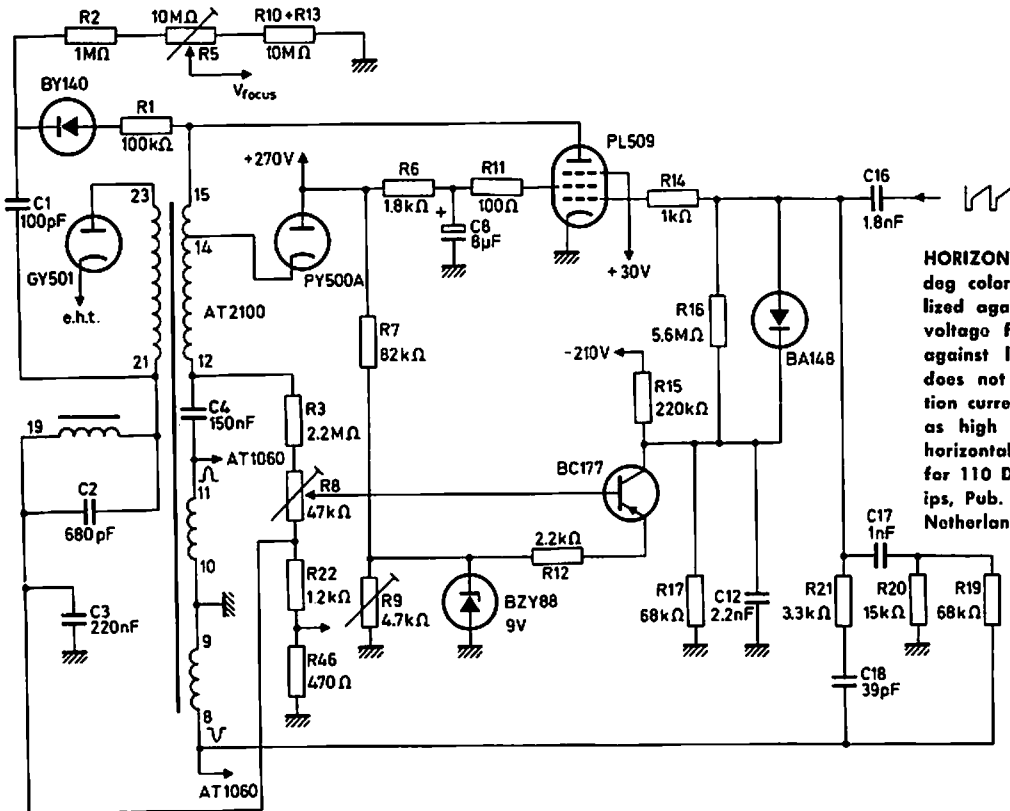 R2
1MΩ
10MΩ
R5
R10+R13
10MΩ
Vfocus
BY140
R1
100kΩ
+270V
PL509
C1
100pF
23
15
14
GY501
e.h.t.
PY500A
R6
1.8kΩ
+
C8
8μF
R11
100Ω
+30V
R14
1kΩ
C16
1.8nF
AT2100
21
12
R7
82kΩ
R16
5.6MΩ
BA148
-210V
R15
220kΩ
19
C4
150nF
R3
2.2MΩ
AT1060
11
C2
680pF
R8
47kΩ
BC177
10
C3
220nF
R22
1.2kΩ
R9
4.7kΩ
2.2kΩ
R12
BZY88
9V
R17
68kΩ
C12
2.2nF
C17
1nF
R21
3.3kΩ
R20
15kΩ
R19
68kΩ
9
R46
470Ω
C18
39pF
8
AT1060
HORIZON
deg color
lized aga
voltage f
against l
does not
tion curre
as high
horizontal
for 110 D
ips, Pub.
Netherlan